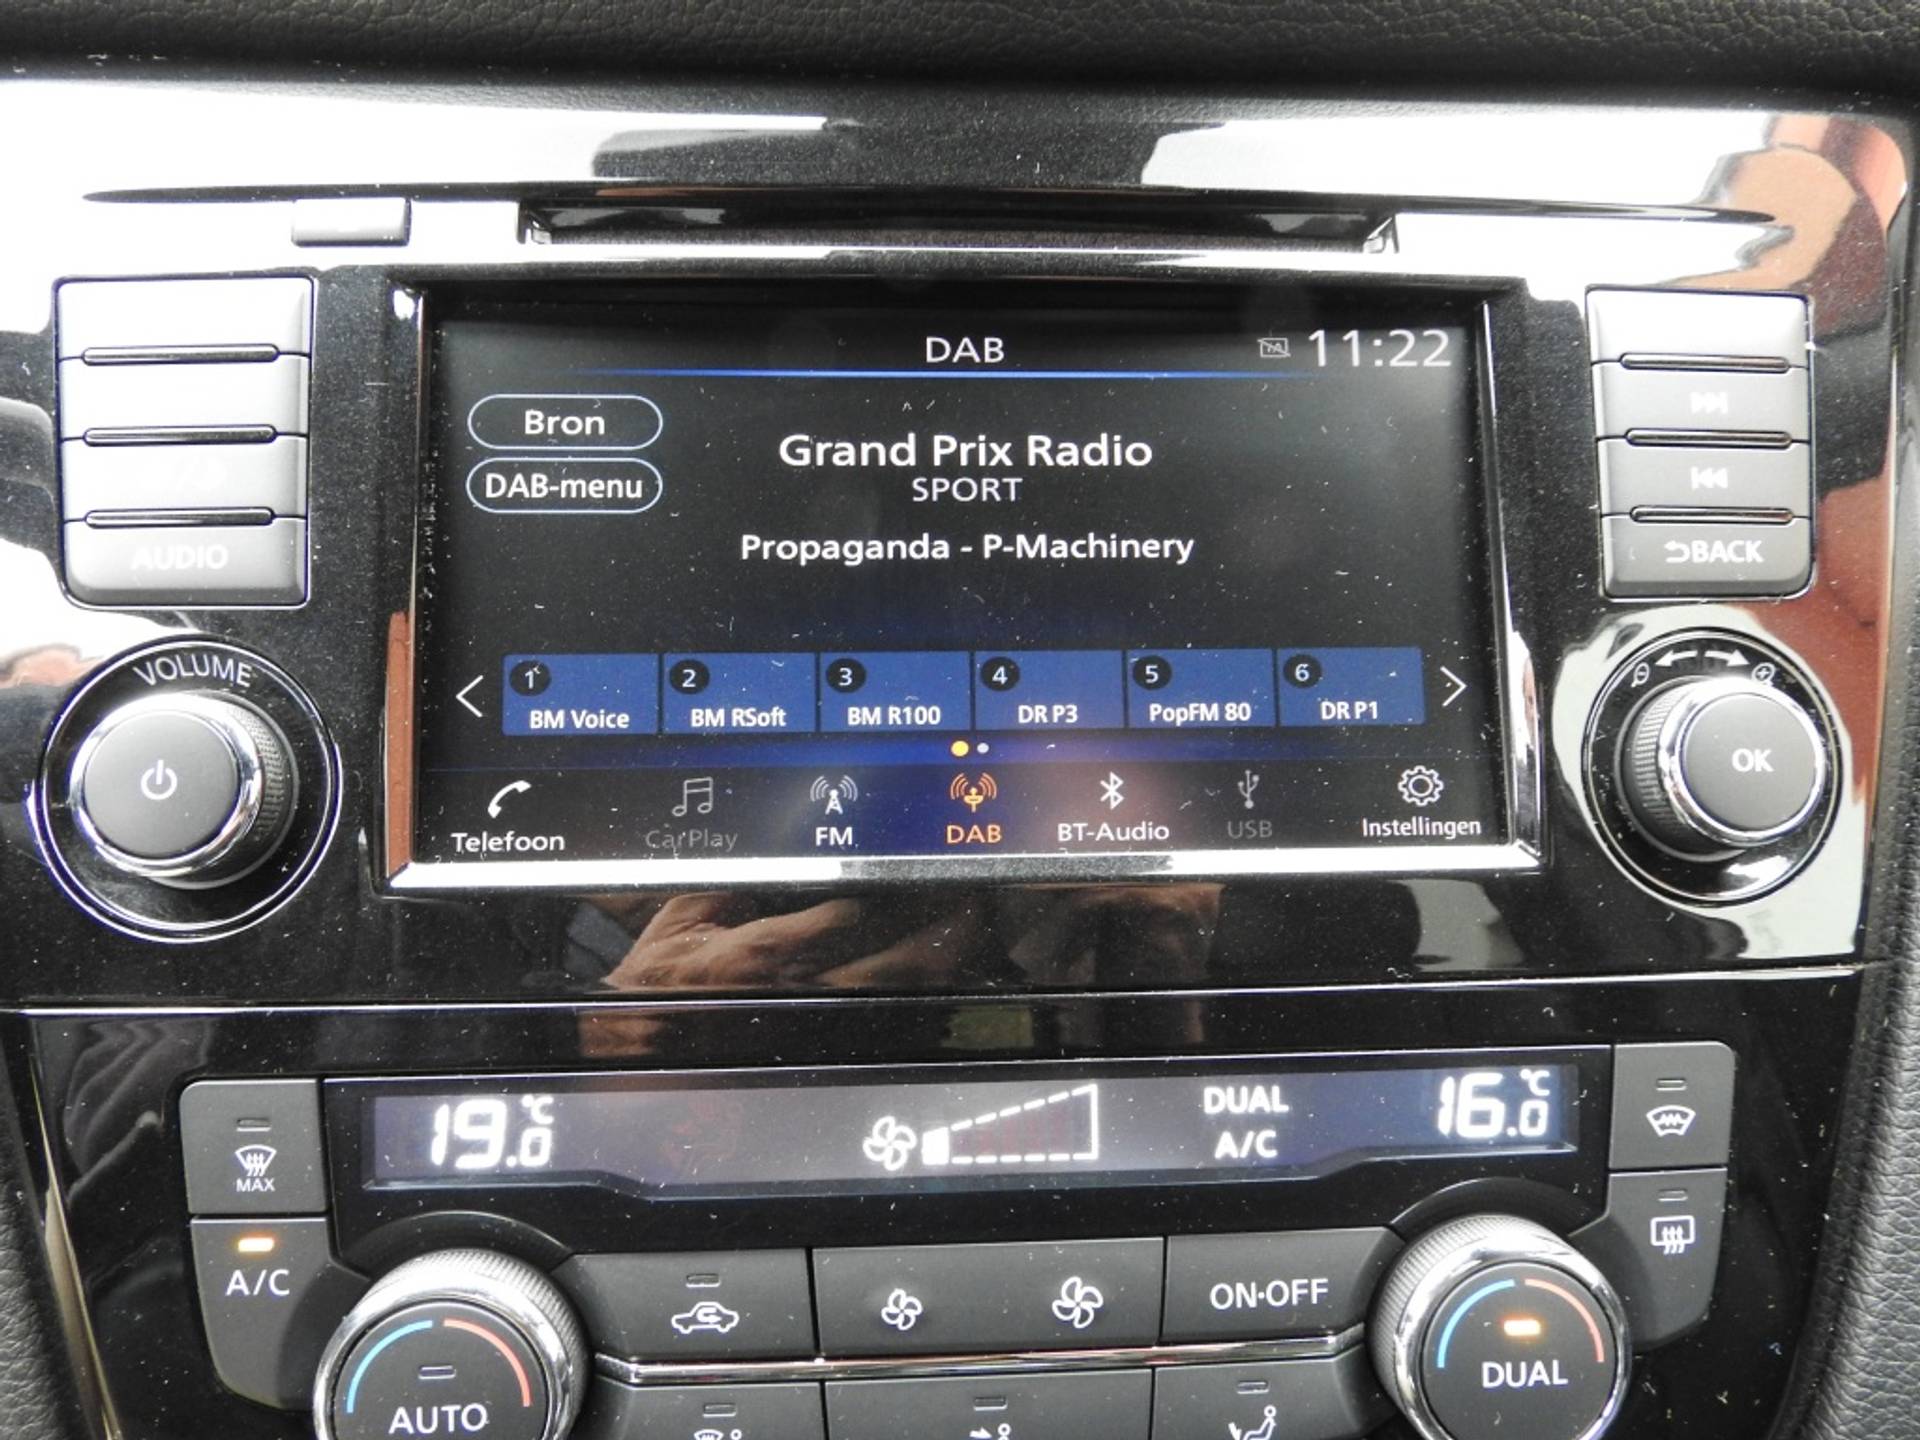 DAB
TA
11:22
Bron
DAB-menu
Grand Prix Radio
SPORT
Propaganda - P-Machinery
AUDIO
BACK
VOLUME
OK
1
BM Voice
2
BM RSoft
3
BM R100
4
DR P3
5
PopFM 80
6
DR P1
Telefoon
CarPlay
FM
DAB
BT-Audio
USB
Instellingen
19.0 °C
DUAL
A/C
16.0 °C
MAX
A/C
ON·OFF
AUTO
DUAL